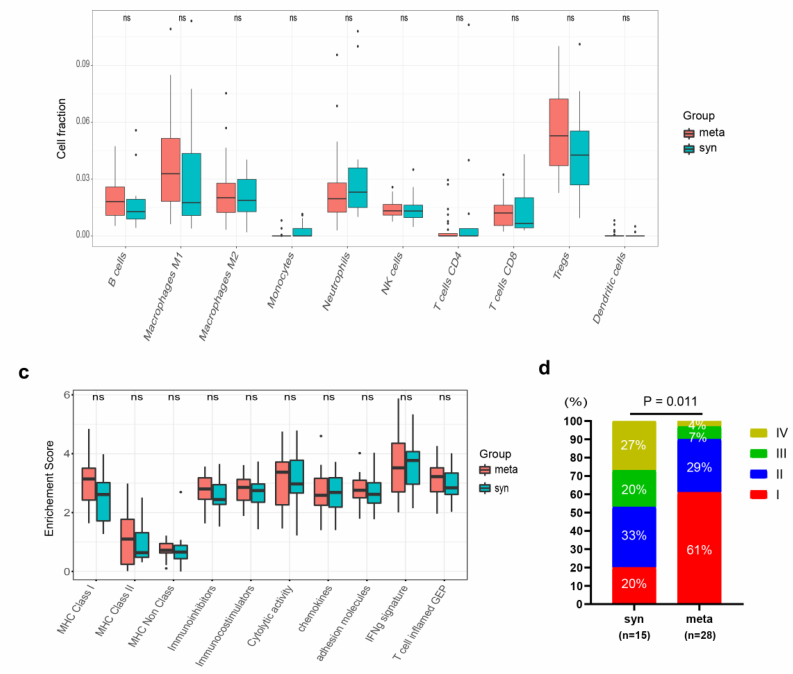 ns ns ns ns ns ns ns ns ns ns
0.09
0.06
0.03
0.00
Cell fraction
Group
meta
syn
B cells
Macrophages M1
Macrophages M2
Monocytes
Neutrophils
NK cells
T cells CD4
T cells CD8
Tregs
Dendritic cells
c
ns ns ns ns ns ns ns ns ns ns
6
4
2
0
Enrichement Score
Group
meta
syn
MHC Class I
MHC Class II
MHC Non Class
Immunoinhibitors
Immunocostimulators
Cytolytic activity
chemokines
adhesion molecules
IFNg signature
T cell inflamed GEP
d
P = 0.011
(%)
100
90
80
70
60
50
40
30
20
10
0
27%
20%
33%
20%
4%
7%
29%
61%
IV
III
II
I
syn meta
(n=15) (n=28)